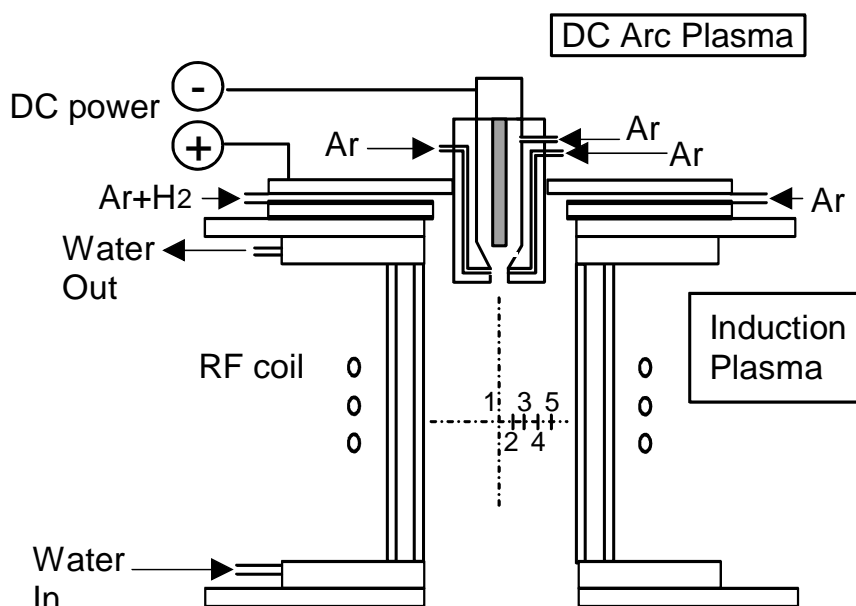 DC Arc Plasma
-
DC power
+
Ar
Ar
Ar
Ar+H2
Ar
Water
Out
Induction
Plasma
RF coil
1 3 5
2 4
Water
In